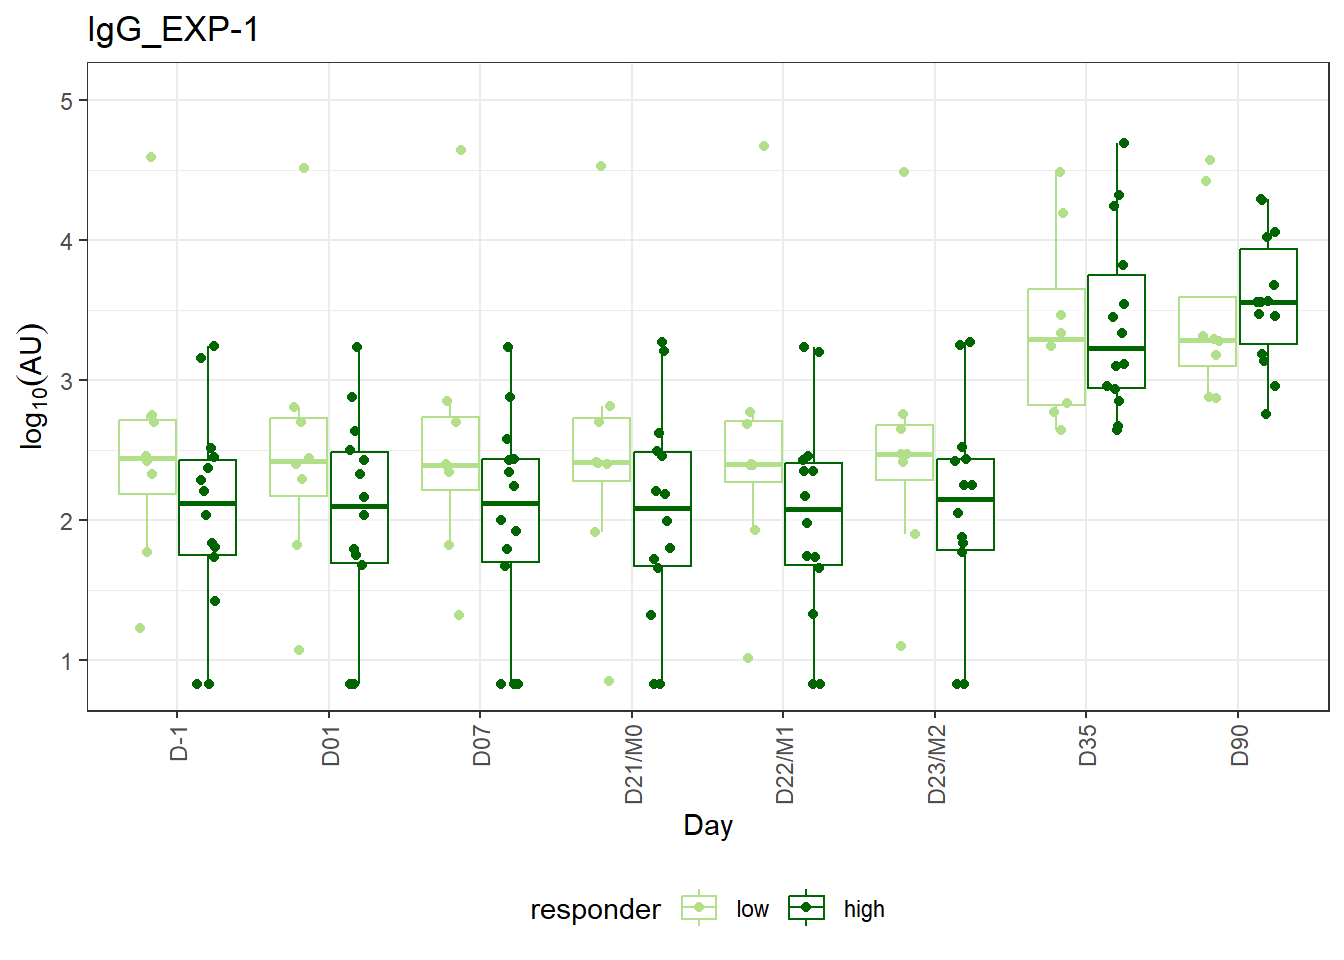 IgG_EXP-1
5
4
3
2
1
log10(AU)
D-1
D01
D07
D21/M0
D22/M1
D23/M2
D35
D90
Day
responder low high